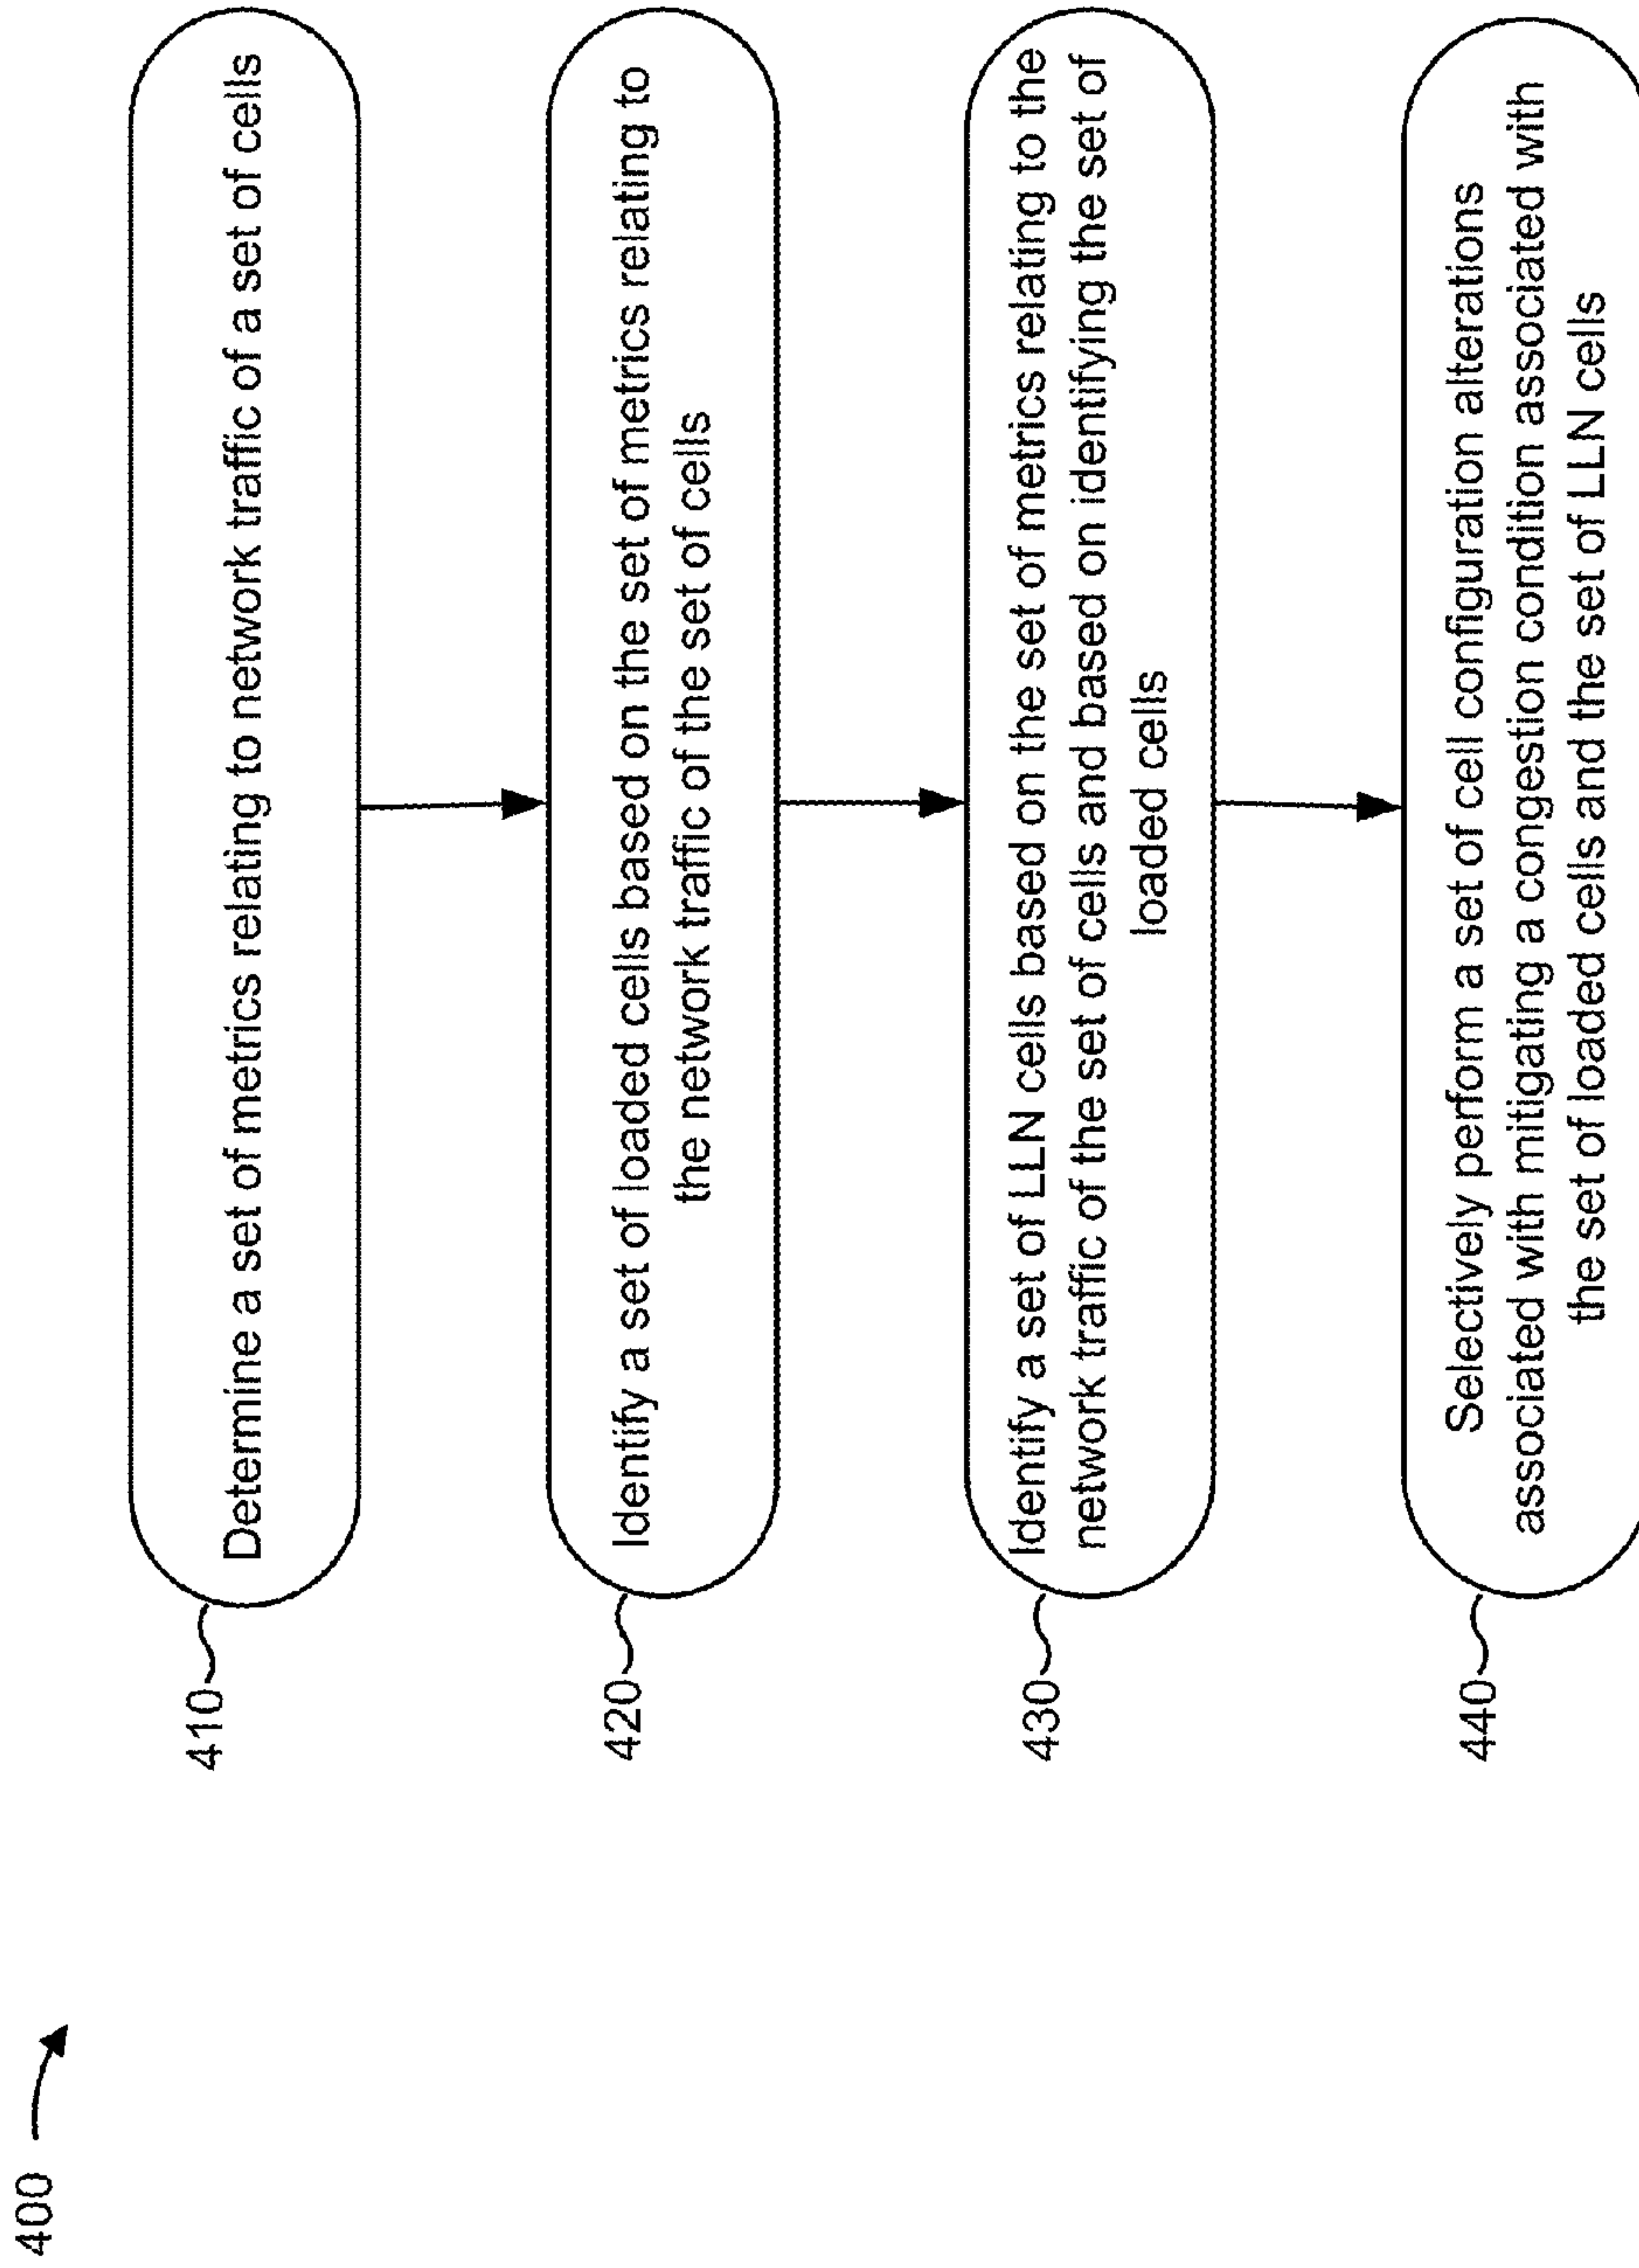 400
410
Determine a set of metrics relating to network traffic of a set of cells
420
Identify a set of loaded cells based on the set of metrics relating to
the network traffic of the set of cells
430
Identify a set of LLN cells based on the set of metrics relating to the
network traffic of the set of cells and based on identifying the set of
loaded cells
440
Selectively perform a set of cell configuration alterations
associated with mitigating a congestion condition associated with
the set of loaded cells and the set of LLN cells